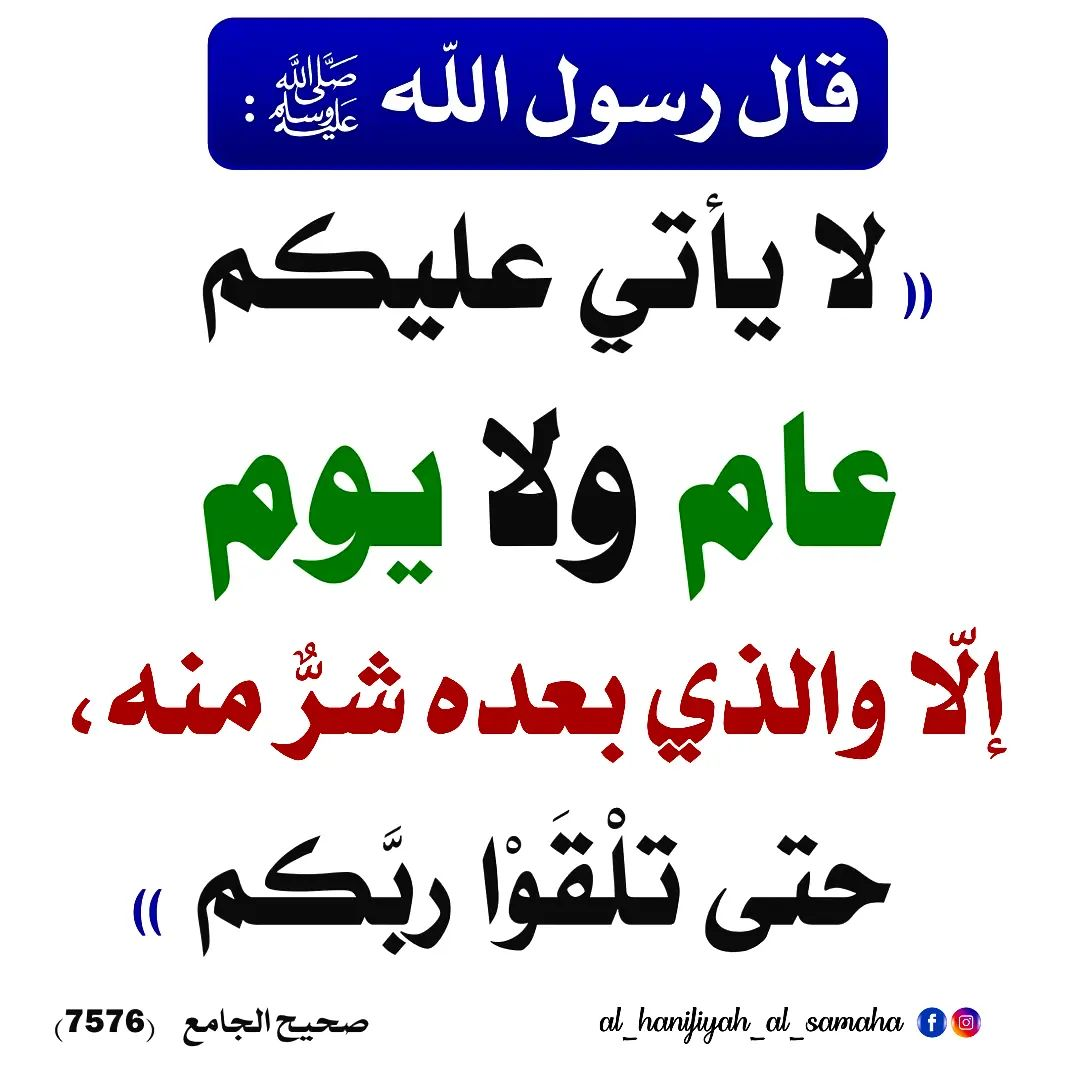 قال رسول الله ﷺ :
(( لا يأتي عليكم
عام ولا يوم
إلّا والذي بعده شرٌّ منه،
حتى تلْقَوْا ربَّكم ))
صحيح الجامع (7576)
al_hanifiyah_al_samaha